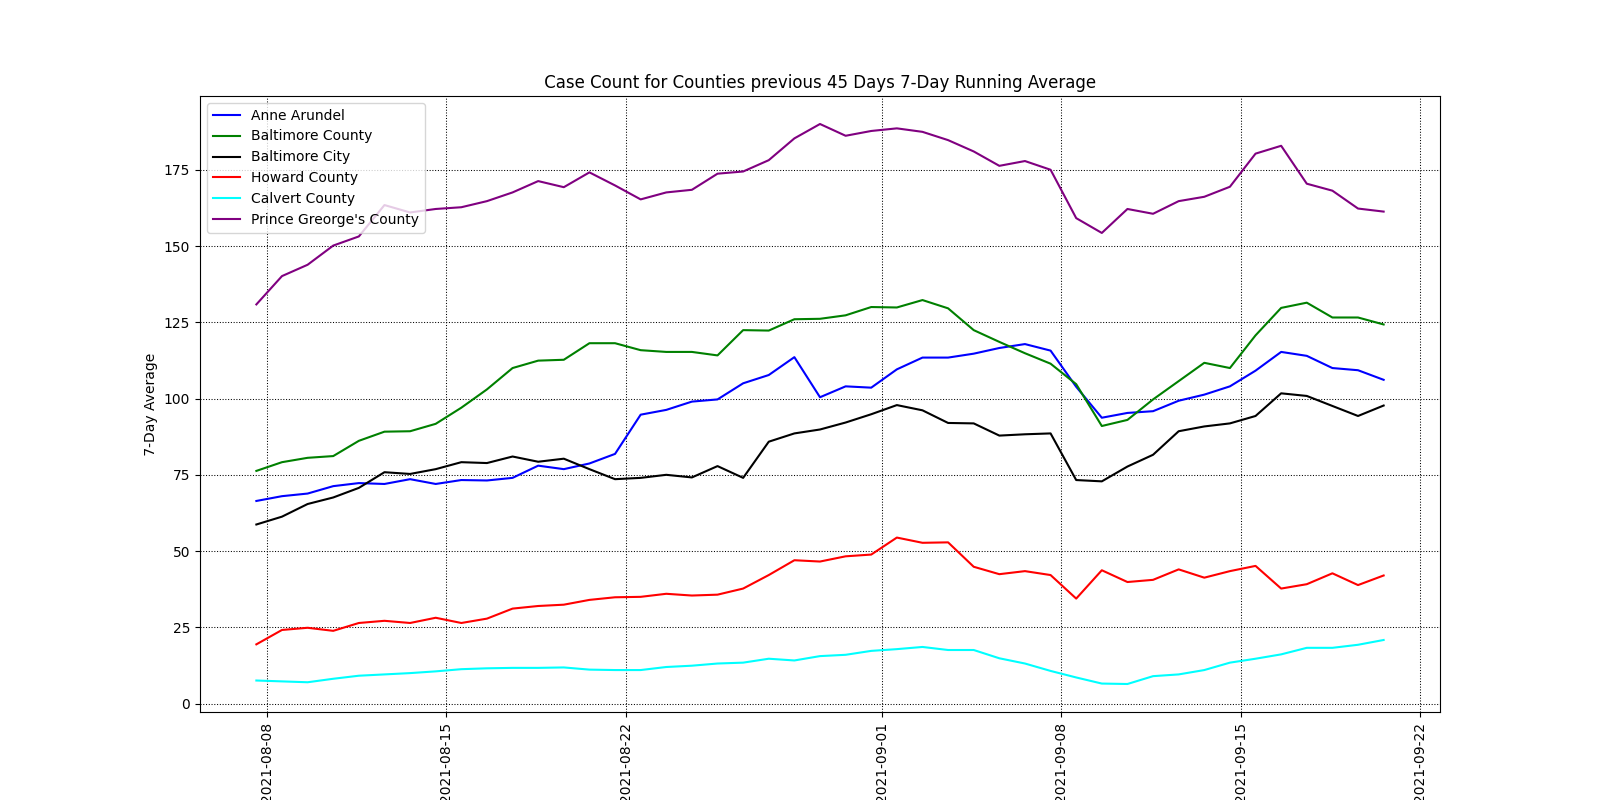 Case Count for Counties previous 45 Days 7-Day Running Average
Anne Arundel
Baltimore County
Baltimore City
Howard County
Calvert County
Prince Greorge's County
7-Day Average
175
150
125
100
75
50
25
0
2021-08-08
2021-08-15
2021-08-22
2021-09-01
2021-09-08
2021-09-15
2021-09-22